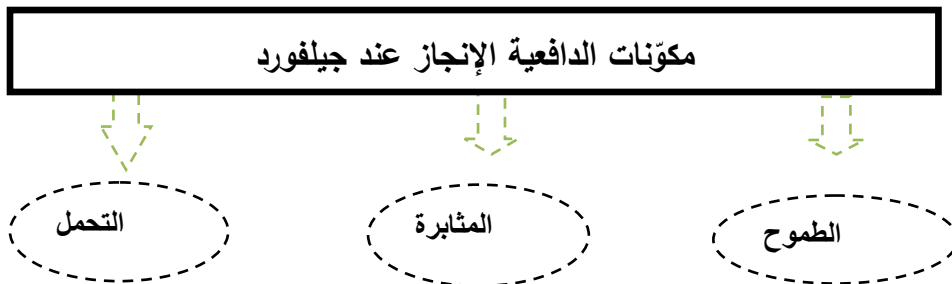 مكوّنات الدافعية الإنجاز عند جيلفورد
الطموح
المثابرة
التحمل